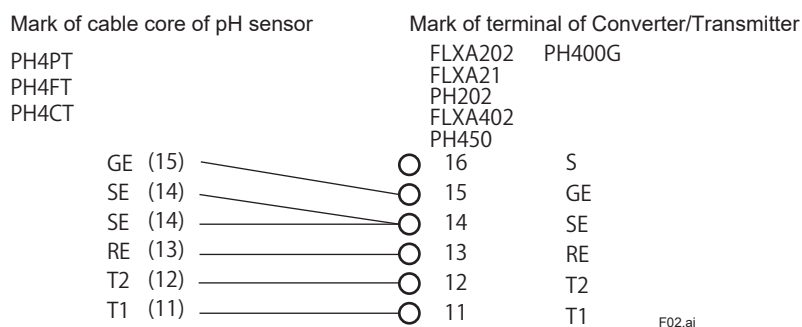 Mark of cable core of pH sensor
Mark of terminal of Converter/Transmitter
PH4PT
PH4FT
PH4CT
FLXA202 PH400G
FLXA21
PH202
FLXA402
PH450
GE (15) 16 S
SE (14) 15 GE
SE (14) 14 SE
RE (13) 13 RE
T2 (12) 12 T2
T1 (11) 11 T1
F02.ai